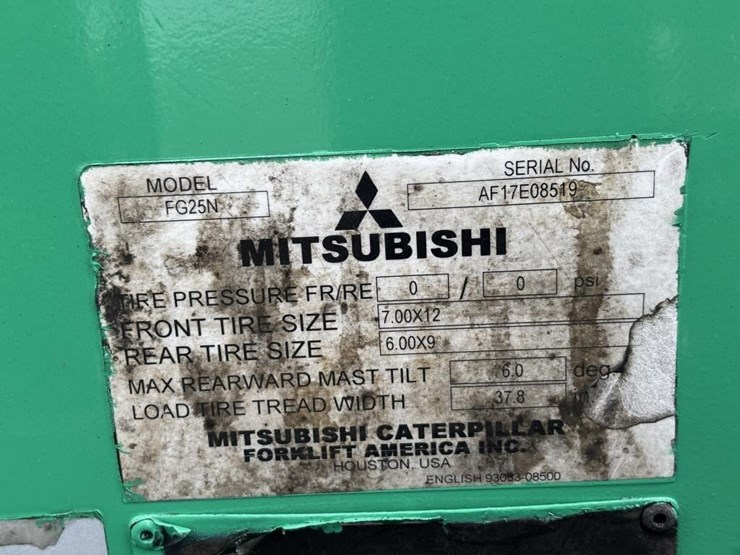 MODEL
FG25N
SERIAL No.
AF17E08519
MITSUBISHI
TIRE PRESSURE FR/RE 0 / 0 psi
FRONT TIRE SIZE 7.00X12
REAR TIRE SIZE 6.00X9
MAX REARWARD MAST TILT 6.0 deg
LOAD TIRE TREAD WIDTH 37.8
MITSUBISHI CATERPILLAR
FORKLIFT AMERICA INC.
HOUSTON, USA
ENGLISH 93083-08500